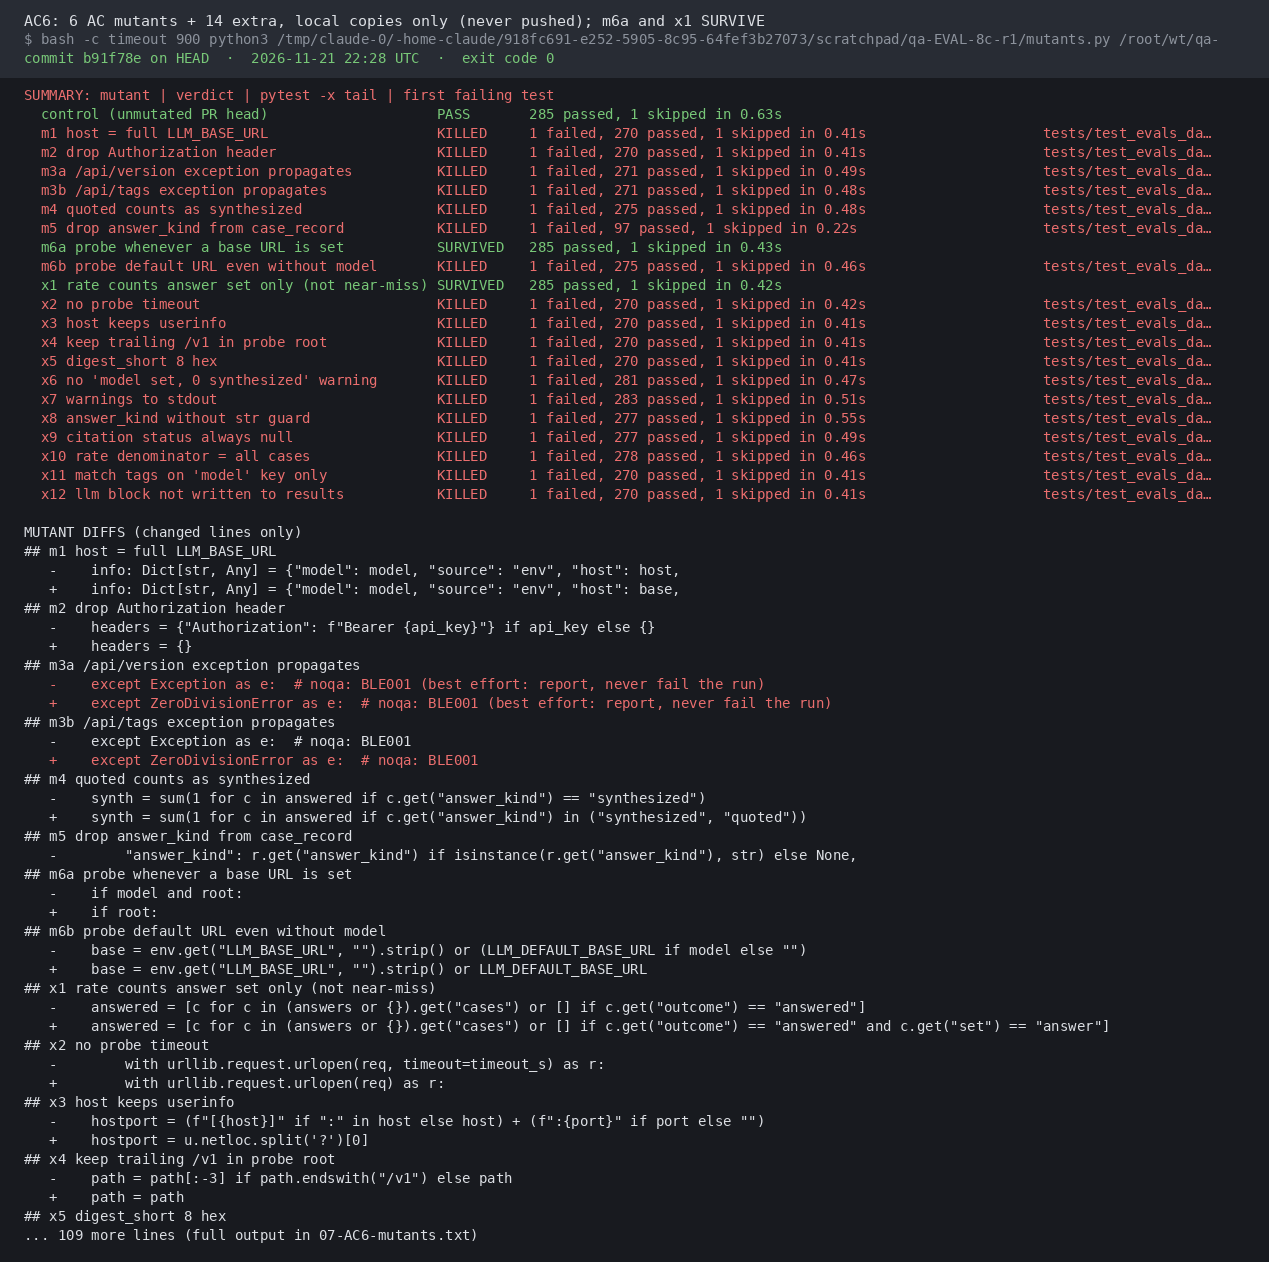 AC6: 6 AC mutants + 14 extra, local copies only (never pushed); m6a and x1 SURVIVE
$ bash -c timeout 900 python3 /tmp/claude-0/-home-claude/918fc691-e252-5905-8c95-64fef3b27073/scratchpad/qa-EVAL-8c-r1/mutants.py /root/wt/qa-
commit b91f78e on HEAD  ·  2026-11-21 22:28 UTC  ·  exit code 0
SUMMARY: mutant | verdict | pytest -x tail | first failing test
  control (unmutated PR head)                    PASS       285 passed, 1 skipped in 0.63s
  m1 host = full LLM_BASE_URL                    KILLED     1 failed, 270 passed, 1 skipped in 0.41s                     tests/test_evals_da…
  m2 drop Authorization header                   KILLED     1 failed, 270 passed, 1 skipped in 0.41s                     tests/test_evals_da…
  m3a /api/version exception propagates          KILLED     1 failed, 271 passed, 1 skipped in 0.49s                     tests/test_evals_da…
  m3b /api/tags exception propagates             KILLED     1 failed, 271 passed, 1 skipped in 0.48s                     tests/test_evals_da…
  m4 quoted counts as synthesized                KILLED     1 failed, 275 passed, 1 skipped in 0.48s                     tests/test_evals_da…
  m5 drop answer_kind from case_record           KILLED     1 failed, 97 passed, 1 skipped in 0.22s                      tests/test_evals_da…
  m6a probe whenever a base URL is set           SURVIVED   285 passed, 1 skipped in 0.43s
  m6b probe default URL even without model       KILLED     1 failed, 275 passed, 1 skipped in 0.46s                     tests/test_evals_da…
  x1 rate counts answer set only (not near-miss) SURVIVED   285 passed, 1 skipped in 0.42s
  x2 no probe timeout                            KILLED     1 failed, 270 passed, 1 skipped in 0.42s                     tests/test_evals_da…
  x3 host keeps userinfo                         KILLED     1 failed, 270 passed, 1 skipped in 0.41s                     tests/test_evals_da…
  x4 keep trailing /v1 in probe root             KILLED     1 failed, 270 passed, 1 skipped in 0.41s                     tests/test_evals_da…
  x5 digest_short 8 hex                          KILLED     1 failed, 270 passed, 1 skipped in 0.41s                     tests/test_evals_da…
  x6 no 'model set, 0 synthesized' warning       KILLED     1 failed, 281 passed, 1 skipped in 0.47s                     tests/test_evals_da…
  x7 warnings to stdout                          KILLED     1 failed, 283 passed, 1 skipped in 0.51s                     tests/test_evals_da…
  x8 answer_kind without str guard               KILLED     1 failed, 277 passed, 1 skipped in 0.55s                     tests/test_evals_da…
  x9 citation status always null                 KILLED     1 failed, 277 passed, 1 skipped in 0.49s                     tests/test_evals_da…
  x10 rate denominator = all cases               KILLED     1 failed, 278 passed, 1 skipped in 0.46s                     tests/test_evals_da…
  x11 match tags on 'model' key only             KILLED     1 failed, 270 passed, 1 skipped in 0.41s                     tests/test_evals_da…
  x12 llm block not written to results           KILLED     1 failed, 270 passed, 1 skipped in 0.41s                     tests/test_evals_da…
MUTANT DIFFS (changed lines only)
## m1 host = full LLM_BASE_URL
   -    info: Dict[str, Any] = {"model": model, "source": "env", "host": host,
   +    info: Dict[str, Any] = {"model": model, "source": "env", "host": base,
## m2 drop Authorization header
   -    headers = {"Authorization": f"Bearer {api_key}"} if api_key else {}
   +    headers = {}
## m3a /api/version exception propagates
   -    except Exception as e:  # noqa: BLE001 (best effort: report, never fail the run)
   +    except ZeroDivisionError as e:  # noqa: BLE001 (best effort: report, never fail the run)
## m3b /api/tags exception propagates
   -    except Exception as e:  # noqa: BLE001
   +    except ZeroDivisionError as e:  # noqa: BLE001
## m4 quoted counts as synthesized
   -    synth = sum(1 for c in answered if c.get("answer_kind") == "synthesized")
   +    synth = sum(1 for c in answered if c.get("answer_kind") in ("synthesized", "quoted"))
## m5 drop answer_kind from case_record
   -        "answer_kind": r.get("answer_kind") if isinstance(r.get("answer_kind"), str) else None,
## m6a probe whenever a base URL is set
   -    if model and root:
   +    if root:
## m6b probe default URL even without model
   -    base = env.get("LLM_BASE_URL", "").strip() or (LLM_DEFAULT_BASE_URL if model else "")
   +    base = env.get("LLM_BASE_URL", "").strip() or LLM_DEFAULT_BASE_URL
## x1 rate counts answer set only (not near-miss)
   -    answered = [c for c in (answers or {}).get("cases") or [] if c.get("outcome") == "answered"]
   +    answered = [c for c in (answers or {}).get("cases") or [] if c.get("outcome") == "answered" and c.get("set") == "answer"]
## x2 no probe timeout
   -        with urllib.request.urlopen(req, timeout=timeout_s) as r:
   +        with urllib.request.urlopen(req) as r:
## x3 host keeps userinfo
   -    hostport = (f"[{host}]" if ":" in host else host) + (f":{port}" if port else "")
   +    hostport = u.netloc.split('?')[0]
## x4 keep trailing /v1 in probe root
   -    path = path[:-3] if path.endswith("/v1") else path
   +    path = path
## x5 digest_short 8 hex
... 109 more lines (full output in 07-AC6-mutants.txt)